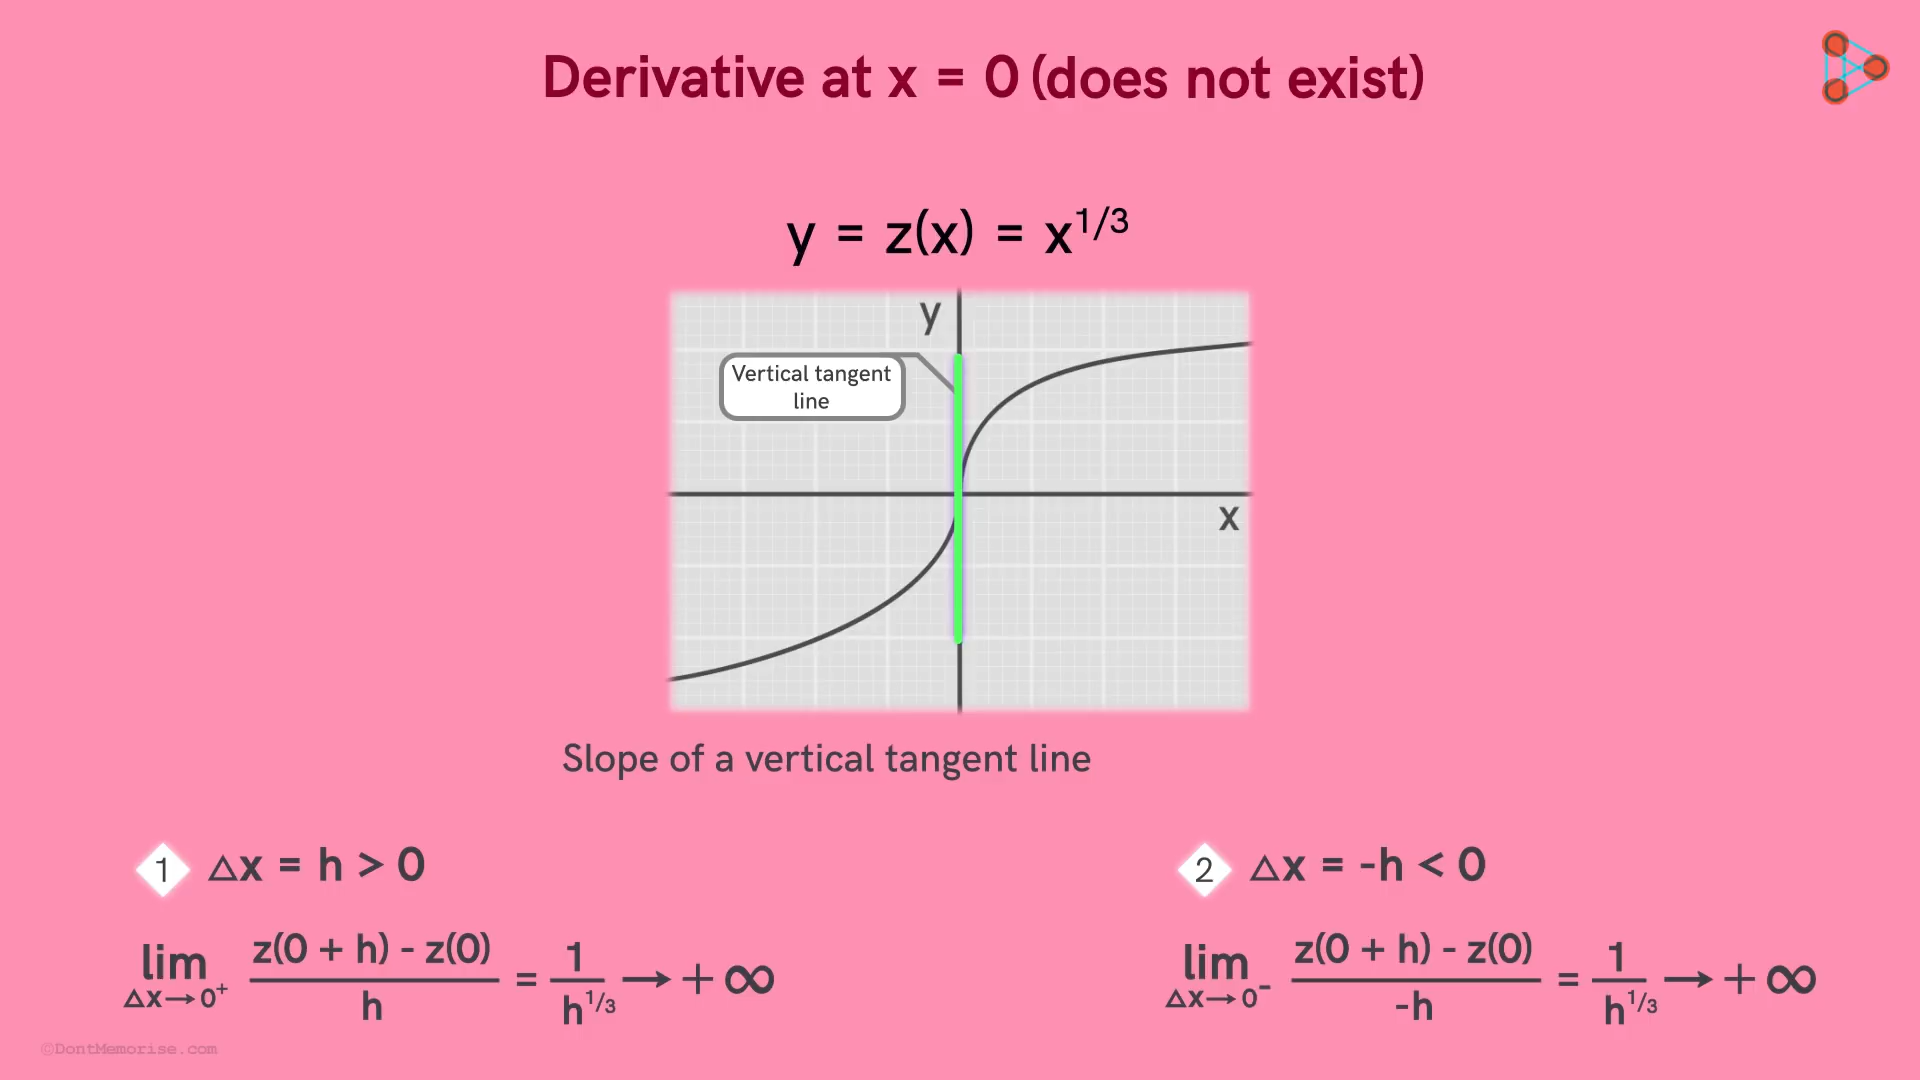 Derivative at x = 0 (does not exist)
y = z(x) = x^1/3
y
Vertical tangent
line
x
Slope of a vertical tangent line
1 △x = h > 0
lim △x→0⁺ z(0 + h) - z(0) / h = 1 / h^1/3 → + ∞
2 △x = -h < 0
lim △x→0⁻ z(0 + h) - z(0) / -h = 1 / h^1/3 → + ∞
©DontMemorise.com